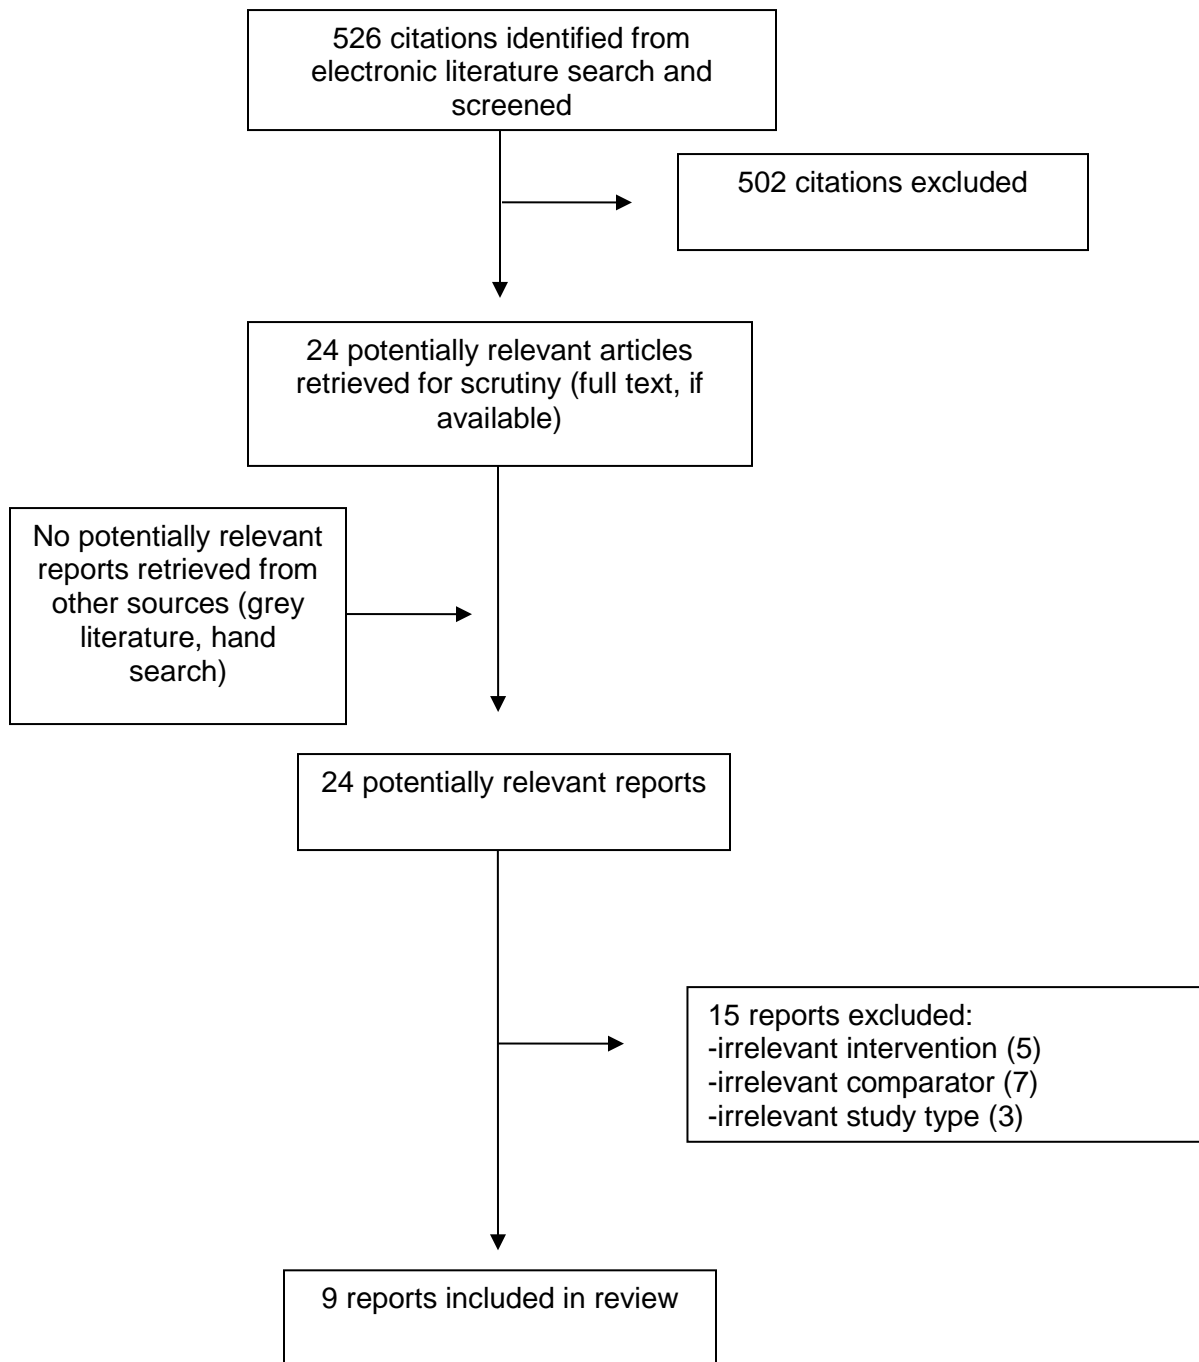 526 citations identified from
electronic literature search and
screened
502 citations excluded
24 potentially relevant articles
retrieved for scrutiny (full text, if
available)
No potentially relevant
reports retrieved from
other sources (grey
literature, hand
search)
24 potentially relevant reports
15 reports excluded:
-irrelevant intervention (5)
-irrelevant comparator (7)
-irrelevant study type (3)
9 reports included in review